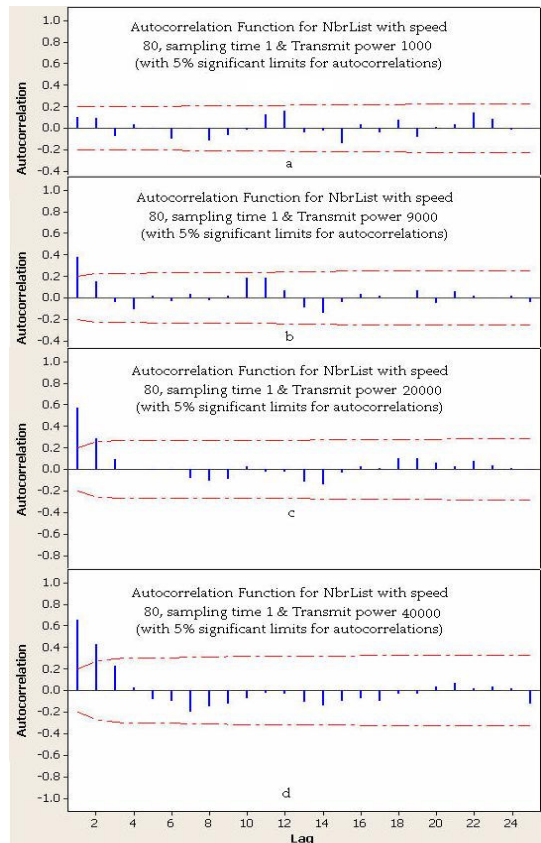 Autocorrelation Function for NbrList with speed
80, sampling time 1 & Transmit power 1000
(with 5% significant limits for autocorrelations)
Autocorrelation
1.0
0.8
0.6
0.4
0.2
0.0
-0.2
-0.4
a
Autocorrelation Function for NbrList with speed
80, sampling time 1 & Transmit power 9000
(with 5% significant limits for autocorrelations)
Autocorrelation
1.0
0.8
0.6
0.4
0.2
0.0
-0.2
-0.4
b
Autocorrelation Function for NbrList with speed
80, sampling time 1 & Transmit power 20000
(with 5% significant limits for autocorrelations)
Autocorrelation
1.0
0.8
0.6
0.4
0.2
0.0
-0.2
-0.4
-0.6
-0.8
c
Autocorrelation Function for NbrList with speed
80, sampling time 1 & Transmit power 40000
(with 5% significant limits for autocorrelations)
Autocorrelation
1.0
0.8
0.6
0.4
0.2
0.0
-0.2
-0.4
-0.6
-0.8
-1.0
d
2 4 6 8 10 12 14 16 18 20 22 24
Lag